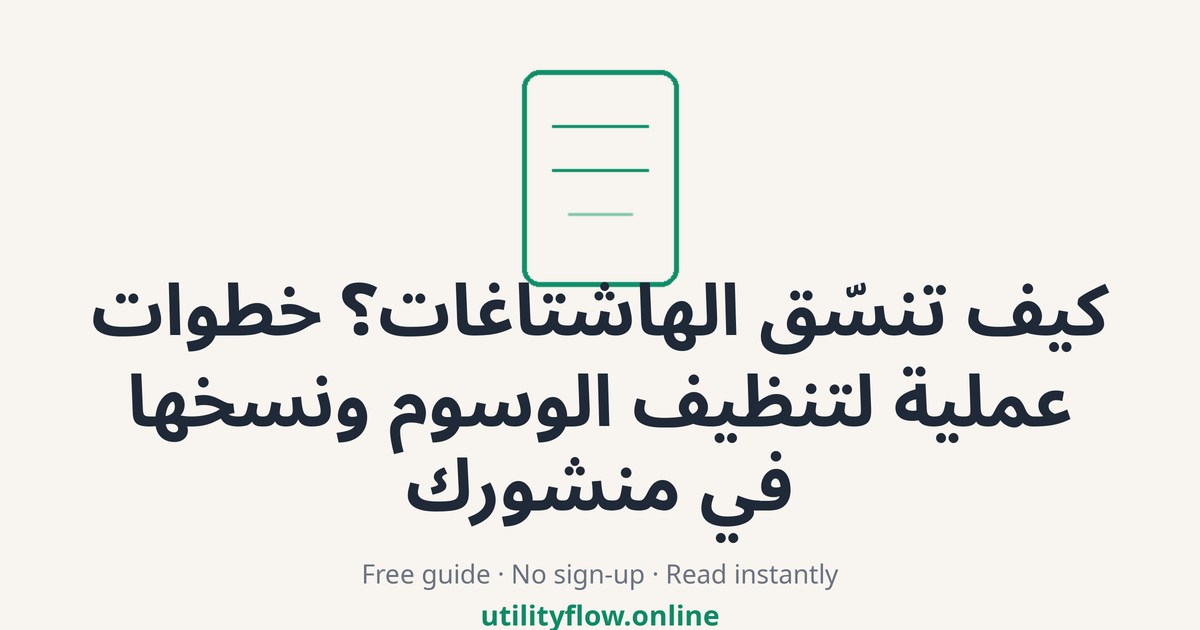 كيف تنسّق الهاشتاغات؟ خطوات
عملية لتنظيف الوسوم ونسخها
في منشورك
Free guide · No sign-up · Read instantly
utilityflow.online